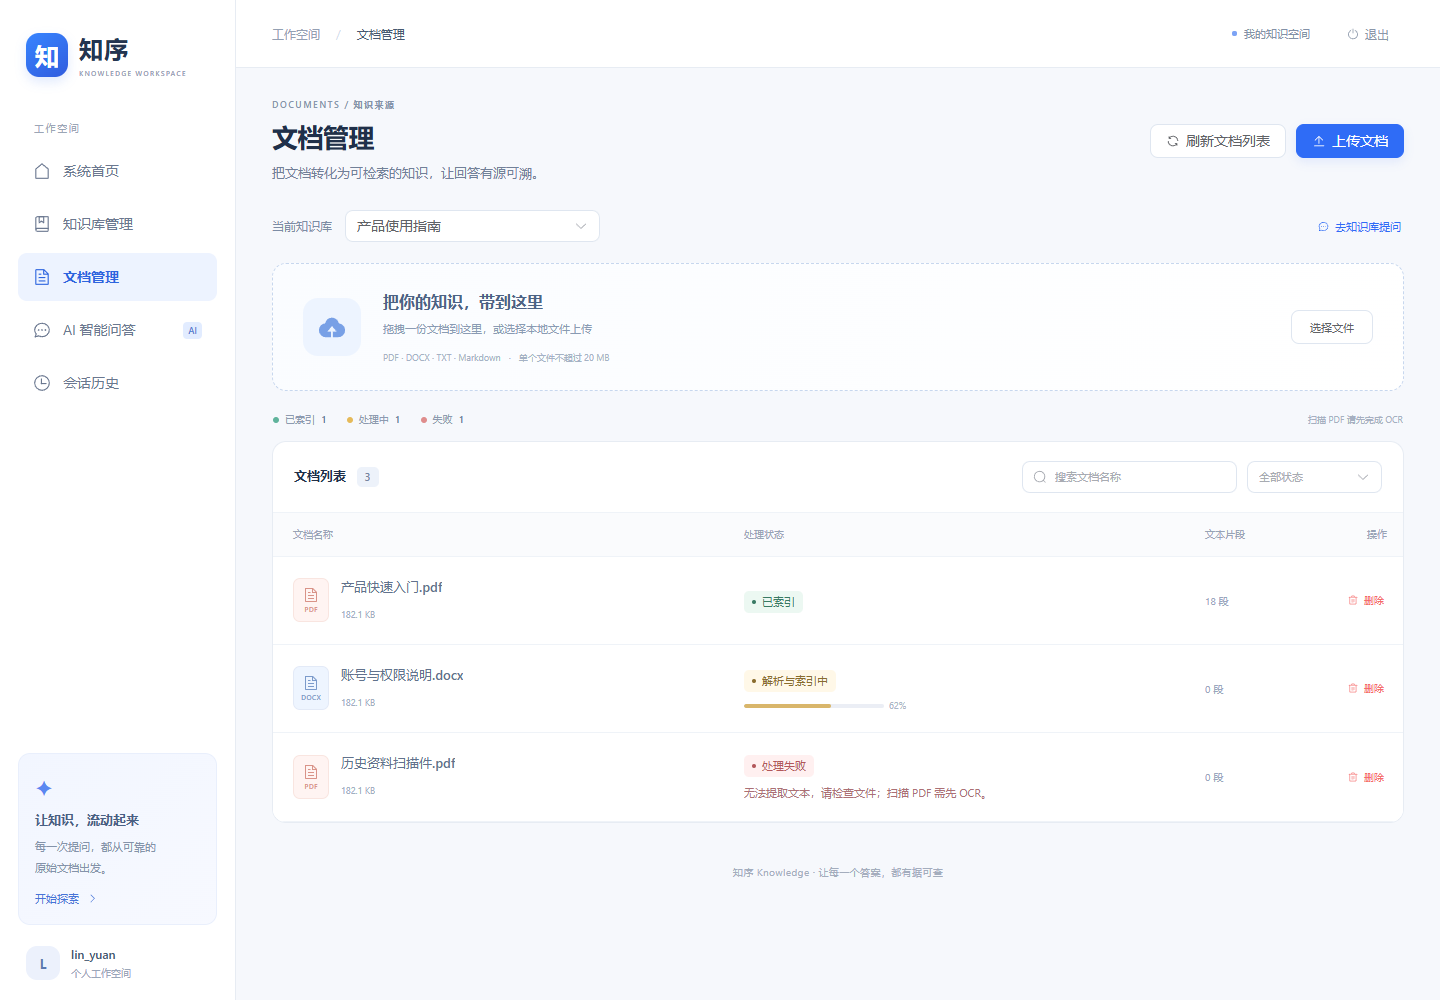 知
知序
KNOWLEDGE WORKSPACE
工作空间
系统首页
知识库管理
文档管理
AI 智能问答
AI
会话历史
让知识，流动起来
每一次提问，都从可靠的
原始文档出发。
开始探索
L
lin_yuan
个人工作空间
工作空间 / 文档管理
我的知识空间
退出
DOCUMENTS / 知识来源
文档管理
把文档转化为可检索的知识，让回答有源可溯。
刷新文档列表
上传文档
当前知识库
产品使用指南
去知识库提问
把你的知识，带到这里
拖拽一份文档到这里，或选择本地文件上传
PDF · DOCX · TXT · Markdown · 单个文件不超过 20 MB
选择文件
已索引 1 处理中 1 失败 1
扫描 PDF 请先完成 OCR
文档列表 3
搜索文档名称
全部状态
文档名称 处理状态 文本片段 操作
PDF
产品快速入门.pdf
182.1 KB
已索引
18 段
删除
DOCX
账号与权限说明.docx
182.1 KB
解析与索引中
62%
0 段
删除
PDF
历史资料扫描件.pdf
182.1 KB
处理失败
无法提取文本，请检查文件；扫描 PDF 需先 OCR。
0 段
删除
知序 Knowledge · 让每一个答案，都有据可查